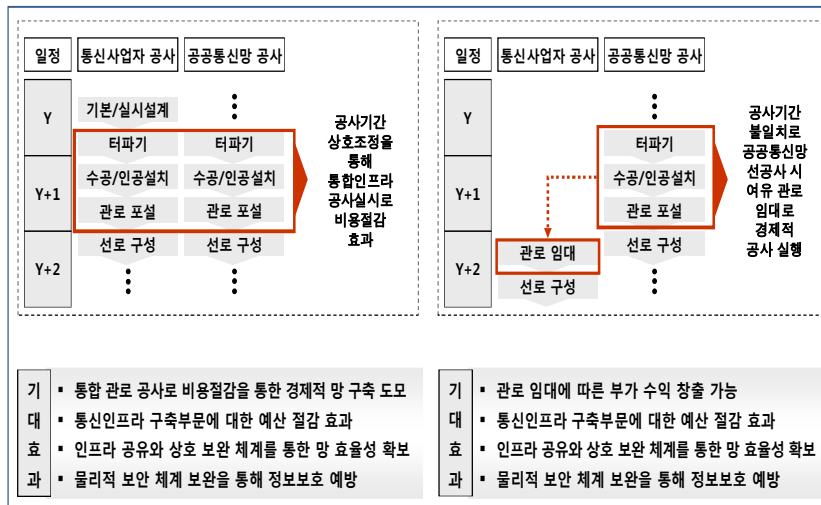 일정 통신사업자 공사 공공통신망 공사
Y
기본/실시설계
터파기 터파기
Y+1
수공/인공설치 수공/인공설치
관로 포설 관로 포설
Y+2
선로 구성 선로 구성
공사기간
상호조정을
통해
통합인프라
공사실시로
비용절감
효과
일정 통신사업자 공사 공공통신망 공사
Y
터파기
Y+1
수공/인공설치
관로 포설
Y+2
관로 임대 선로 구성
선로 구성
공사기간
불일치로
공공통신망
선공사 시
여유 관로
임대로
경제적
공사 실행
기 ▪ 통합 관로 공사로 비용절감을 통한 경제적 망 구축 도모
대 ▪ 통신인프라 구축부문에 대한 예산 절감 효과
효 ▪ 인프라 공유와 상호 보완 체계를 통한 망 효율성 확보
과 ▪ 물리적 보안 체계 보완을 통해 정보보호 예방
기 ▪ 관로 임대에 따른 부가 수익 창출 가능
대 ▪ 통신인프라 구축부문에 대한 예산 절감 효과
효 ▪ 인프라 공유와 상호 보완 체계를 통한 망 효율성 확보
과 ▪ 물리적 보안 체계 보완을 통해 정보보호 예방